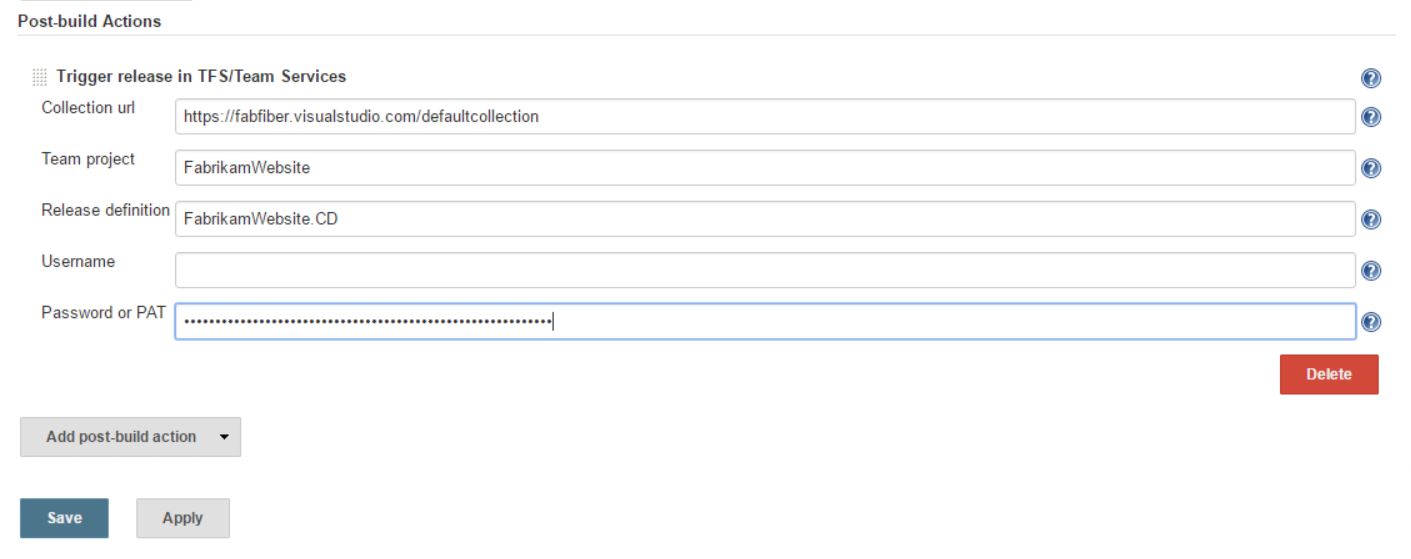 Post-build Actions
Trigger release in TFS/Team Services
Collection url https://fabfiber.visualstudio.com/defaultcollection
Team project FabrikamWebsite
Release definition FabrikamWebsite.CD
Username
Password or PAT
Delete
Add post-build action
Save Apply